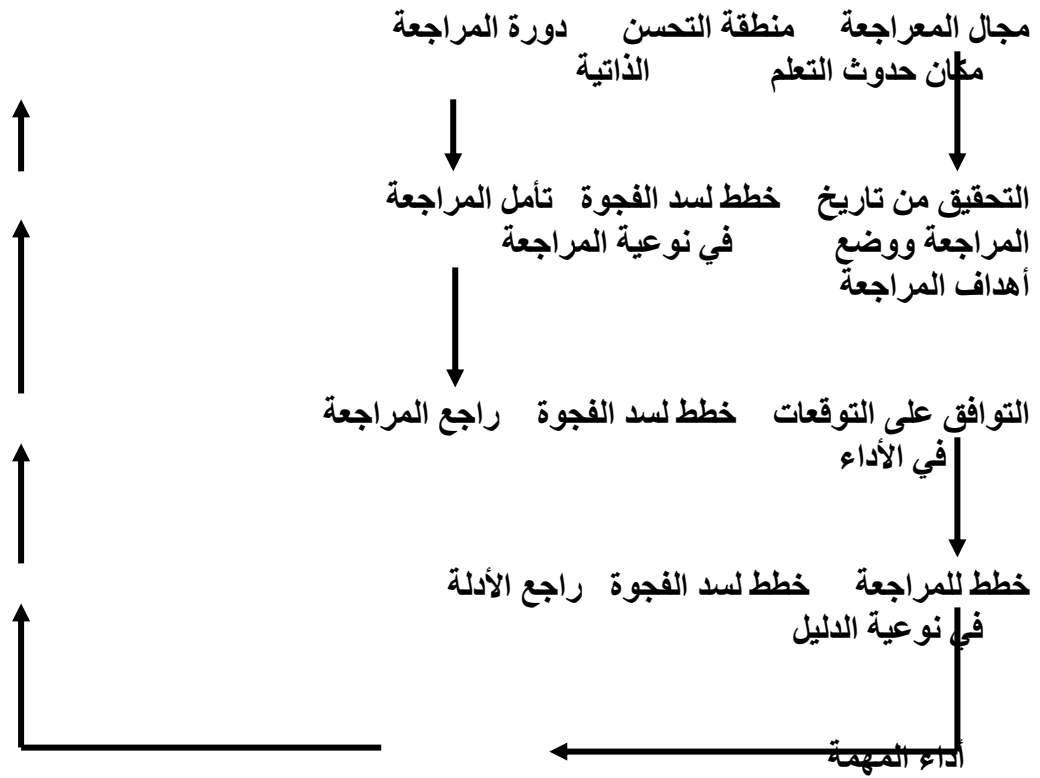 مجال المعراجعة منطقة التحسن دورة المراجعة
مكان حدوث التعلم الذاتية
التحقيق من تاريخ خطط لسد الفجوة تأمل المراجعة
المراجعة ووضع في نوعية المراجعة
أهداف المراجعة
التوافق على التوقعات خطط لسد الفجوة راجع المراجعة
في الأداء
خطط للمراجعة خطط لسد الفجوة راجع الأدلة
في نوعية الدليل
أداء المهمة